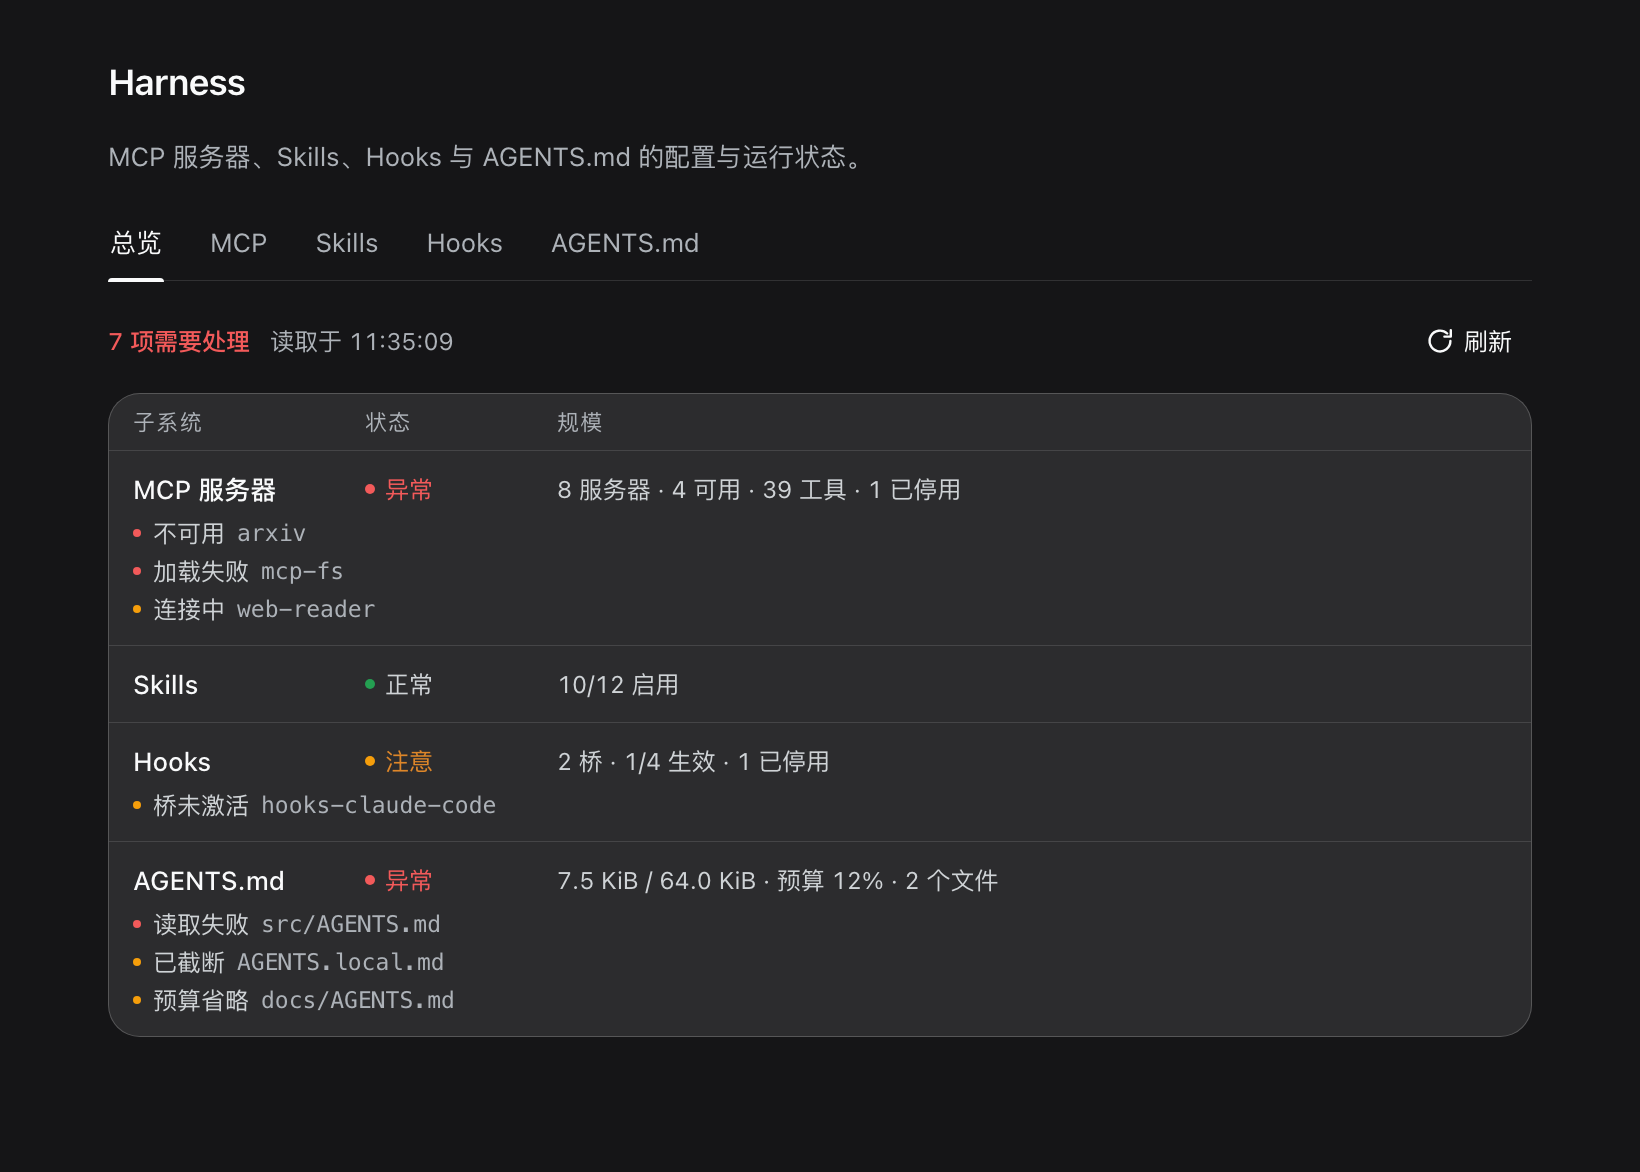 Harness
MCP 服务器、Skills、Hooks 与 AGENTS.md 的配置与运行状态。
总览 MCP Skills Hooks AGENTS.md
7 项需要处理 读取于 11:35:09 刷新
子系统 状态 规模
MCP 服务器 异常 8 服务器 · 4 可用 · 39 工具 · 1 已停用
不可用 arxiv
加载失败 mcp-fs
连接中 web-reader
Skills 正常 10/12 启用
Hooks 注意 2 桥 · 1/4 生效 · 1 已停用
桥未激活 hooks-claude-code
AGENTS.md 异常 7.5 KiB / 64.0 KiB · 预算 12% · 2 个文件
读取失败 src/AGENTS.md
已截断 AGENTS.local.md
预算省略 docs/AGENTS.md